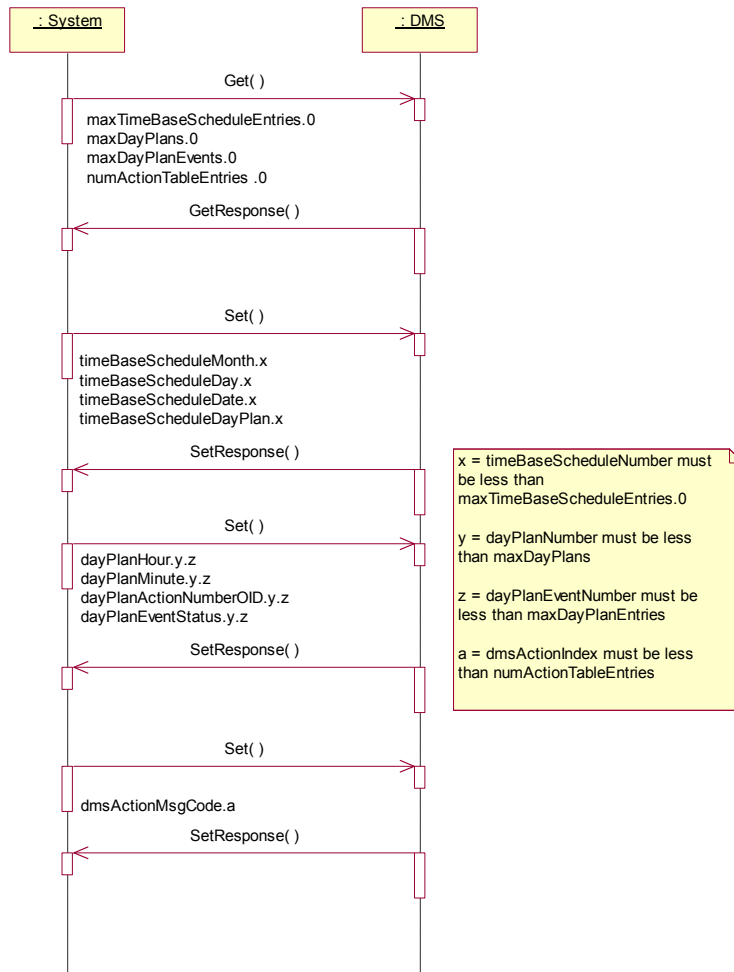 : System
: DMS
Get( )
maxTimeBaseScheduleEntries.0
maxDayPlans.0
maxDayPlanEvents.0
numActionTableEntries .0
GetResponse( )
Set( )
timeBaseScheduleMonth.x
timeBaseScheduleDay.x
timeBaseScheduleDate.x
timeBaseScheduleDayPlan.x
SetResponse( )
Set( )
dayPlanHour.y.z
dayPlanMinute.y.z
dayPlanActionNumberOID.y.z
dayPlanEventStatus.y.z
SetResponse( )
Set( )
dmsActionMsgCode.a
SetResponse( )
x = timeBaseScheduleNumber must
be less than
maxTimeBaseScheduleEntries.0
y = dayPlanNumber must be less
than maxDayPlans
z = dayPlanEventNumber must be
less than maxDayPlanEntries
a = dmsActionIndex must be less
than numActionTableEntries